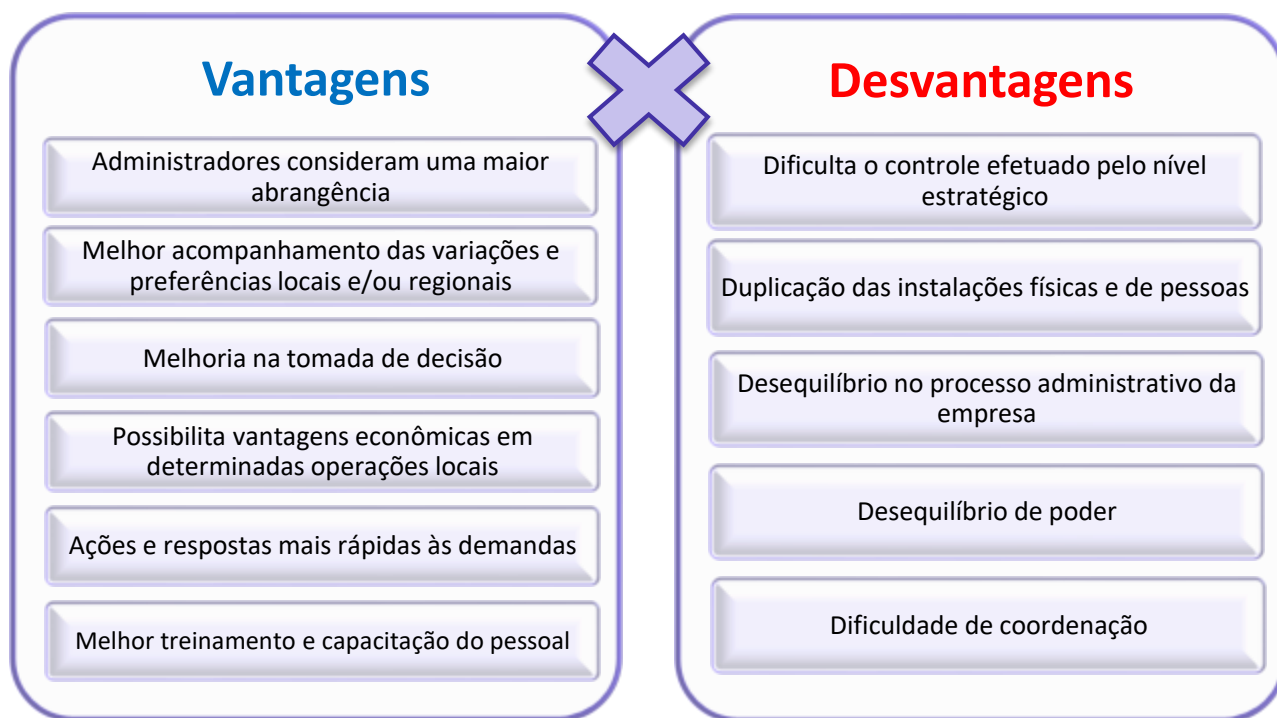 Vantagens
Administradores consideram uma maior
abrangência
Melhor acompanhamento das variações e
preferências locais e/ou regionais
Melhoria na tomada de decisão
Possibilita vantagens econômicas em
determinadas operações locais
Ações e respostas mais rápidas às demandas
Melhor treinamento e capacitação do pessoal
Desvantagens
Dificulta o controle efetuado pelo nível
estratégico
Duplicação das instalações físicas e de pessoas
Desequilíbrio no processo administrativo da
empresa
Desequilíbrio de poder
Dificuldade de coordenação